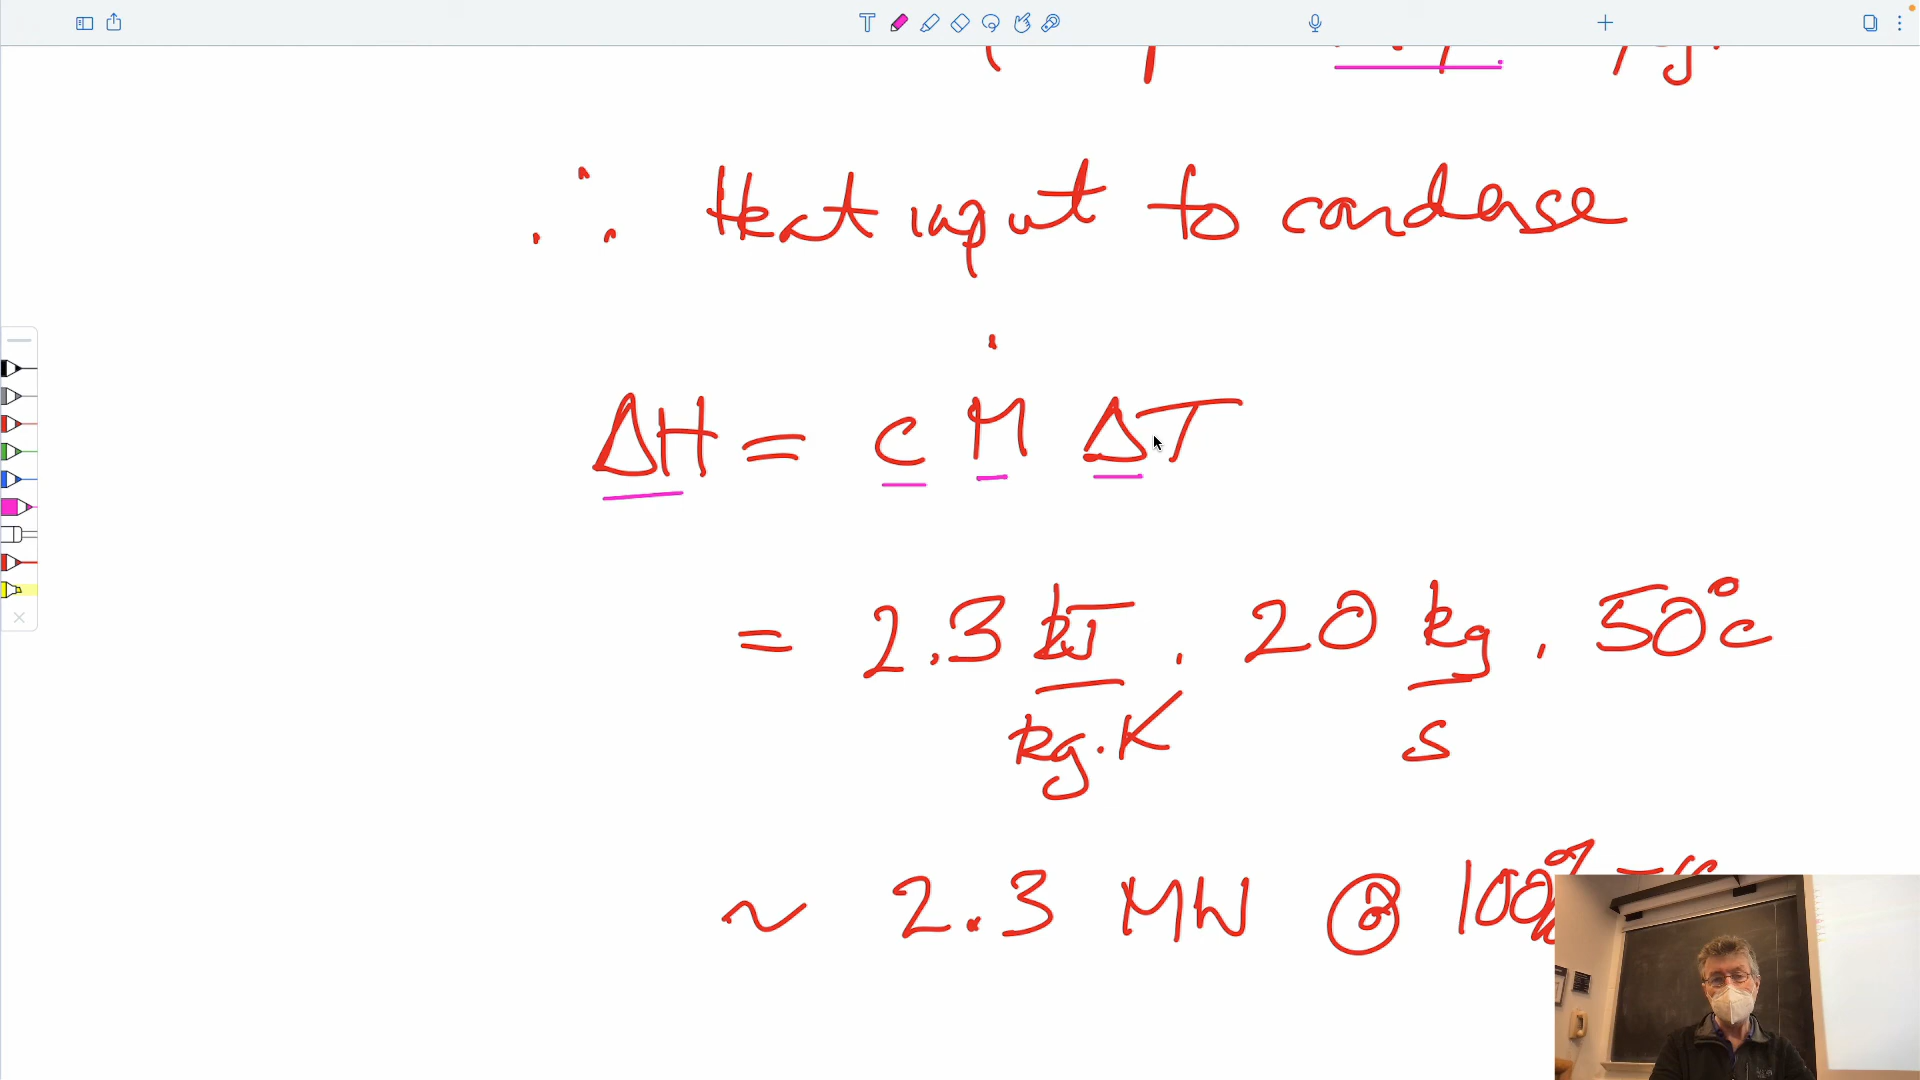 ∴ Heat input to condense
ΔH = c Ṁ ΔT
= 2.3 kJ/kg.K . 20 kg/s . 50°C
~ 2.3 MW @ 100%